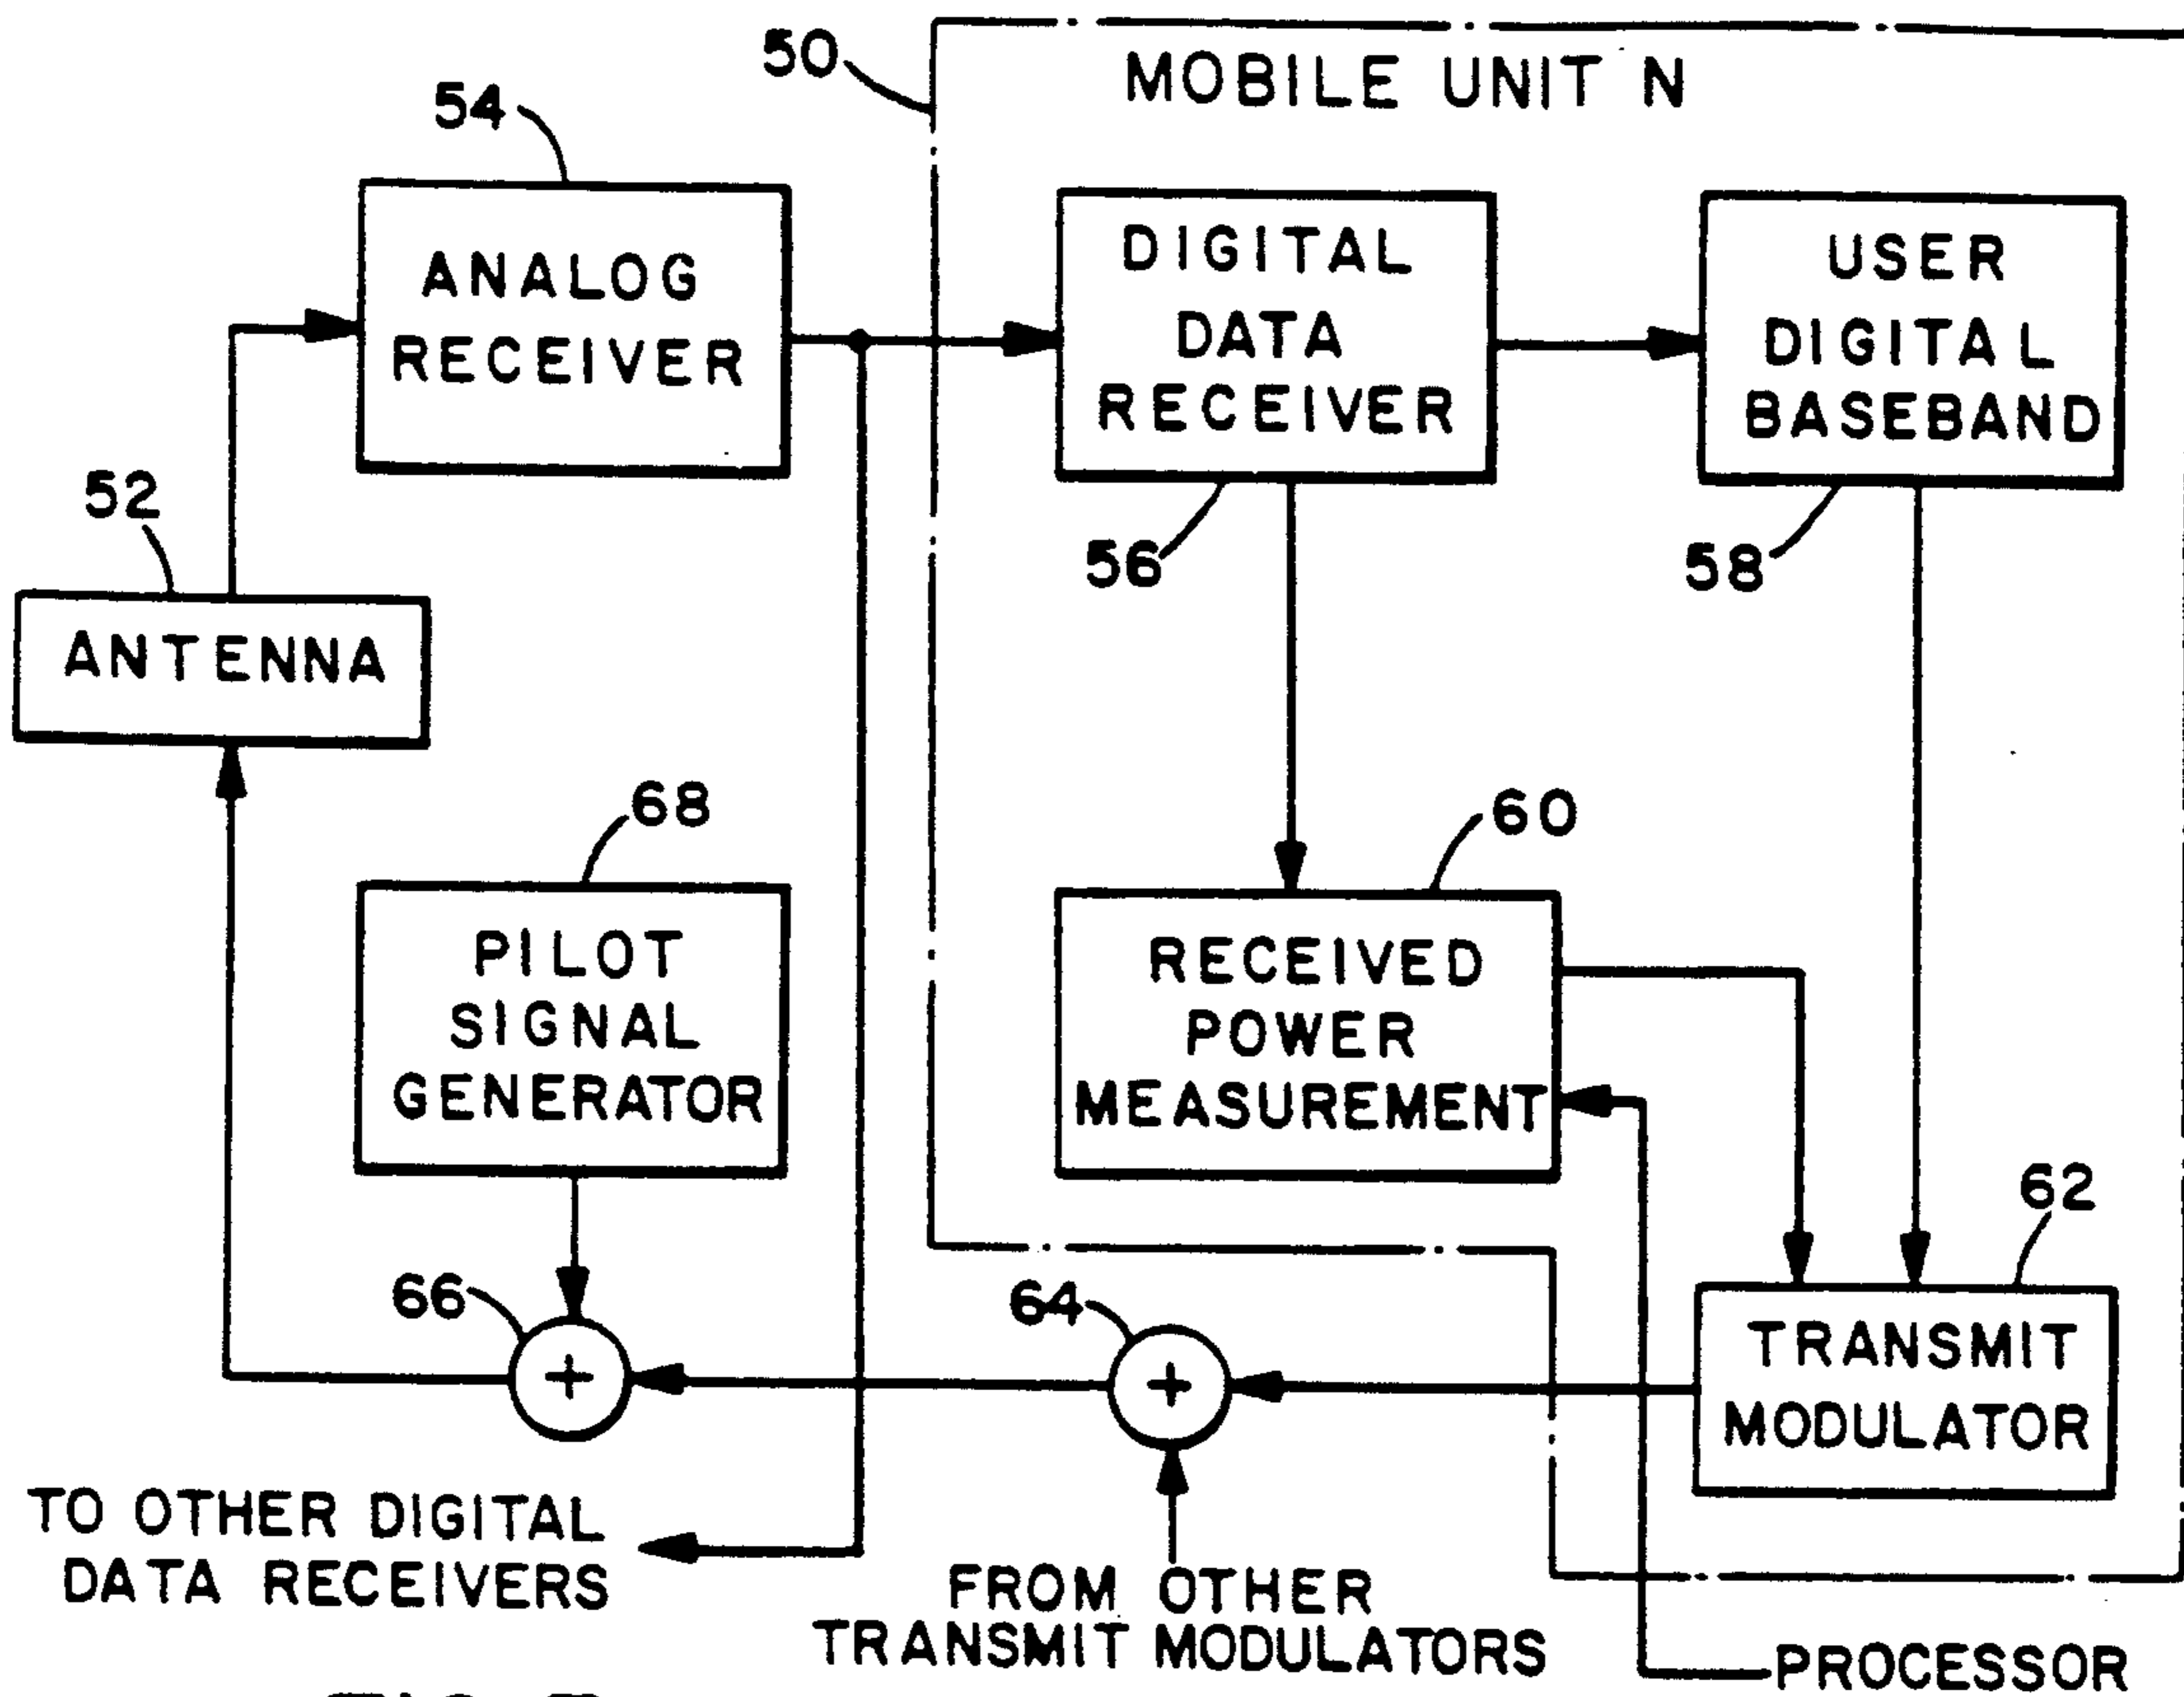 50
MOBILE UNIT N
54
ANALOG
RECEIVER
DIGITAL
DATA
RECEIVER
USER
DIGITAL
BASEBAND
52
56
58
ANTENNA
68
60
PILOT
SIGNAL
GENERATOR
RECEIVED
POWER
MEASUREMENT
62
66
+
64
+
TRANSMIT
MODULATOR
TO OTHER DIGITAL
DATA RECEIVERS
FROM OTHER
TRANSMIT MODULATORS
PROCESSOR